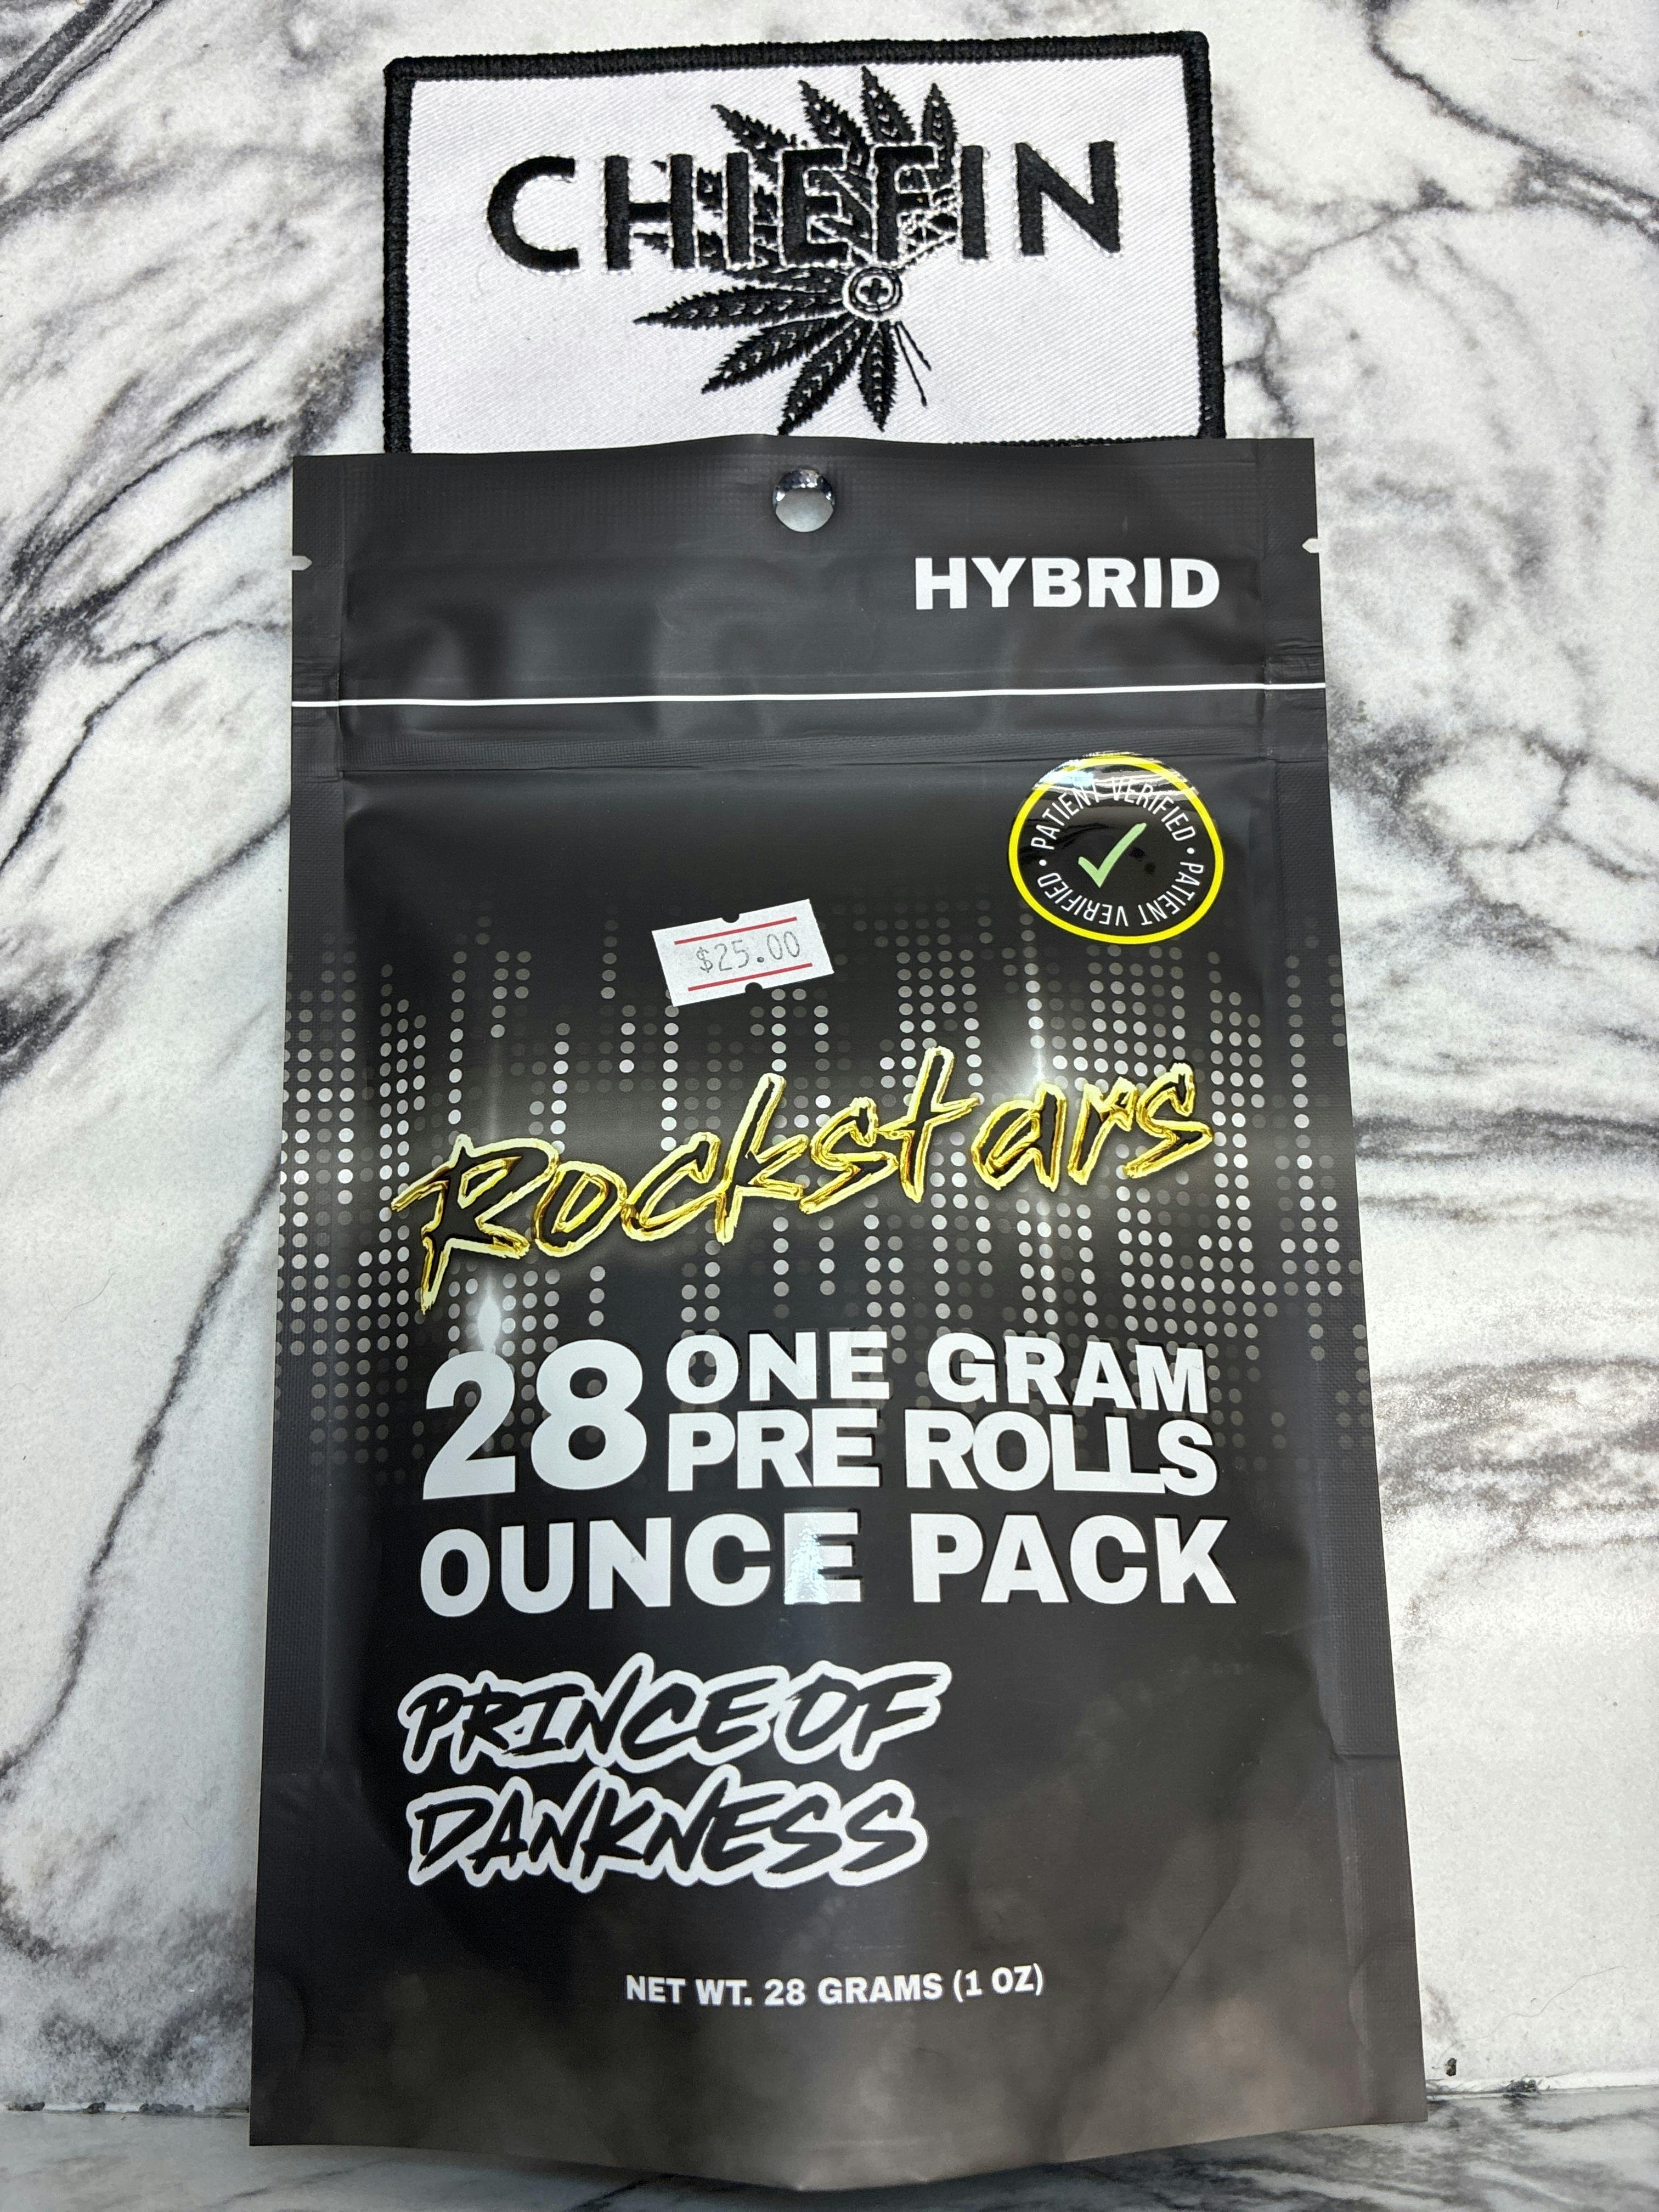 CHIEFIN
HYBRID
PATIENT VERIFIED • PATIENT VERIFIED •
$25.00
Rockstars
28 ONE GRAM
PRE ROLLS
OUNCE PACK
PRINCE OF
DANKNESS
NET WT. 28 GRAMS (1 OZ)